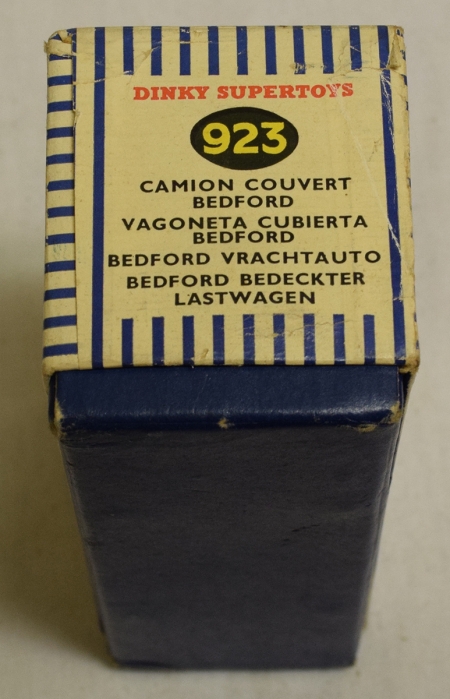 DINKY SUPERTOYS
923
CAMION COUVERT
BEDFORD
VAGONETA CUBIERTA
BEDFORD
BEDFORD VRACHTAUTO
BEDFORD BEDECKTER
LASTWAGEN